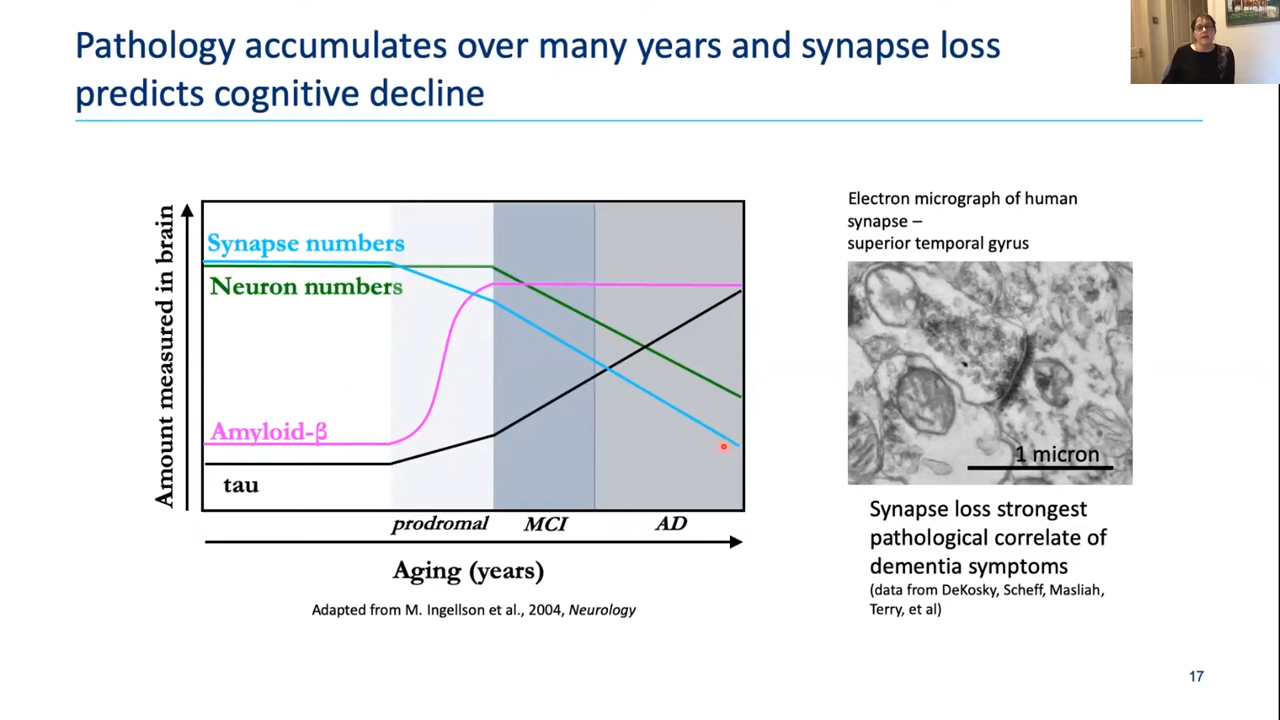 Pathology accumulates over many years and synapse loss
predicts cognitive decline
Amount measured in brain
Synapse numbers
Neuron numbers
Amyloid-β
tau
prodromal MCI AD
Aging (years)
Adapted from M. Ingellson et al., 2004, Neurology
Electron micrograph of human
synapse –
superior temporal gyrus
1 micron
Synapse loss strongest
pathological correlate of
dementia symptoms
(data from DeKosky, Scheff, Masliah,
Terry, et al)
17